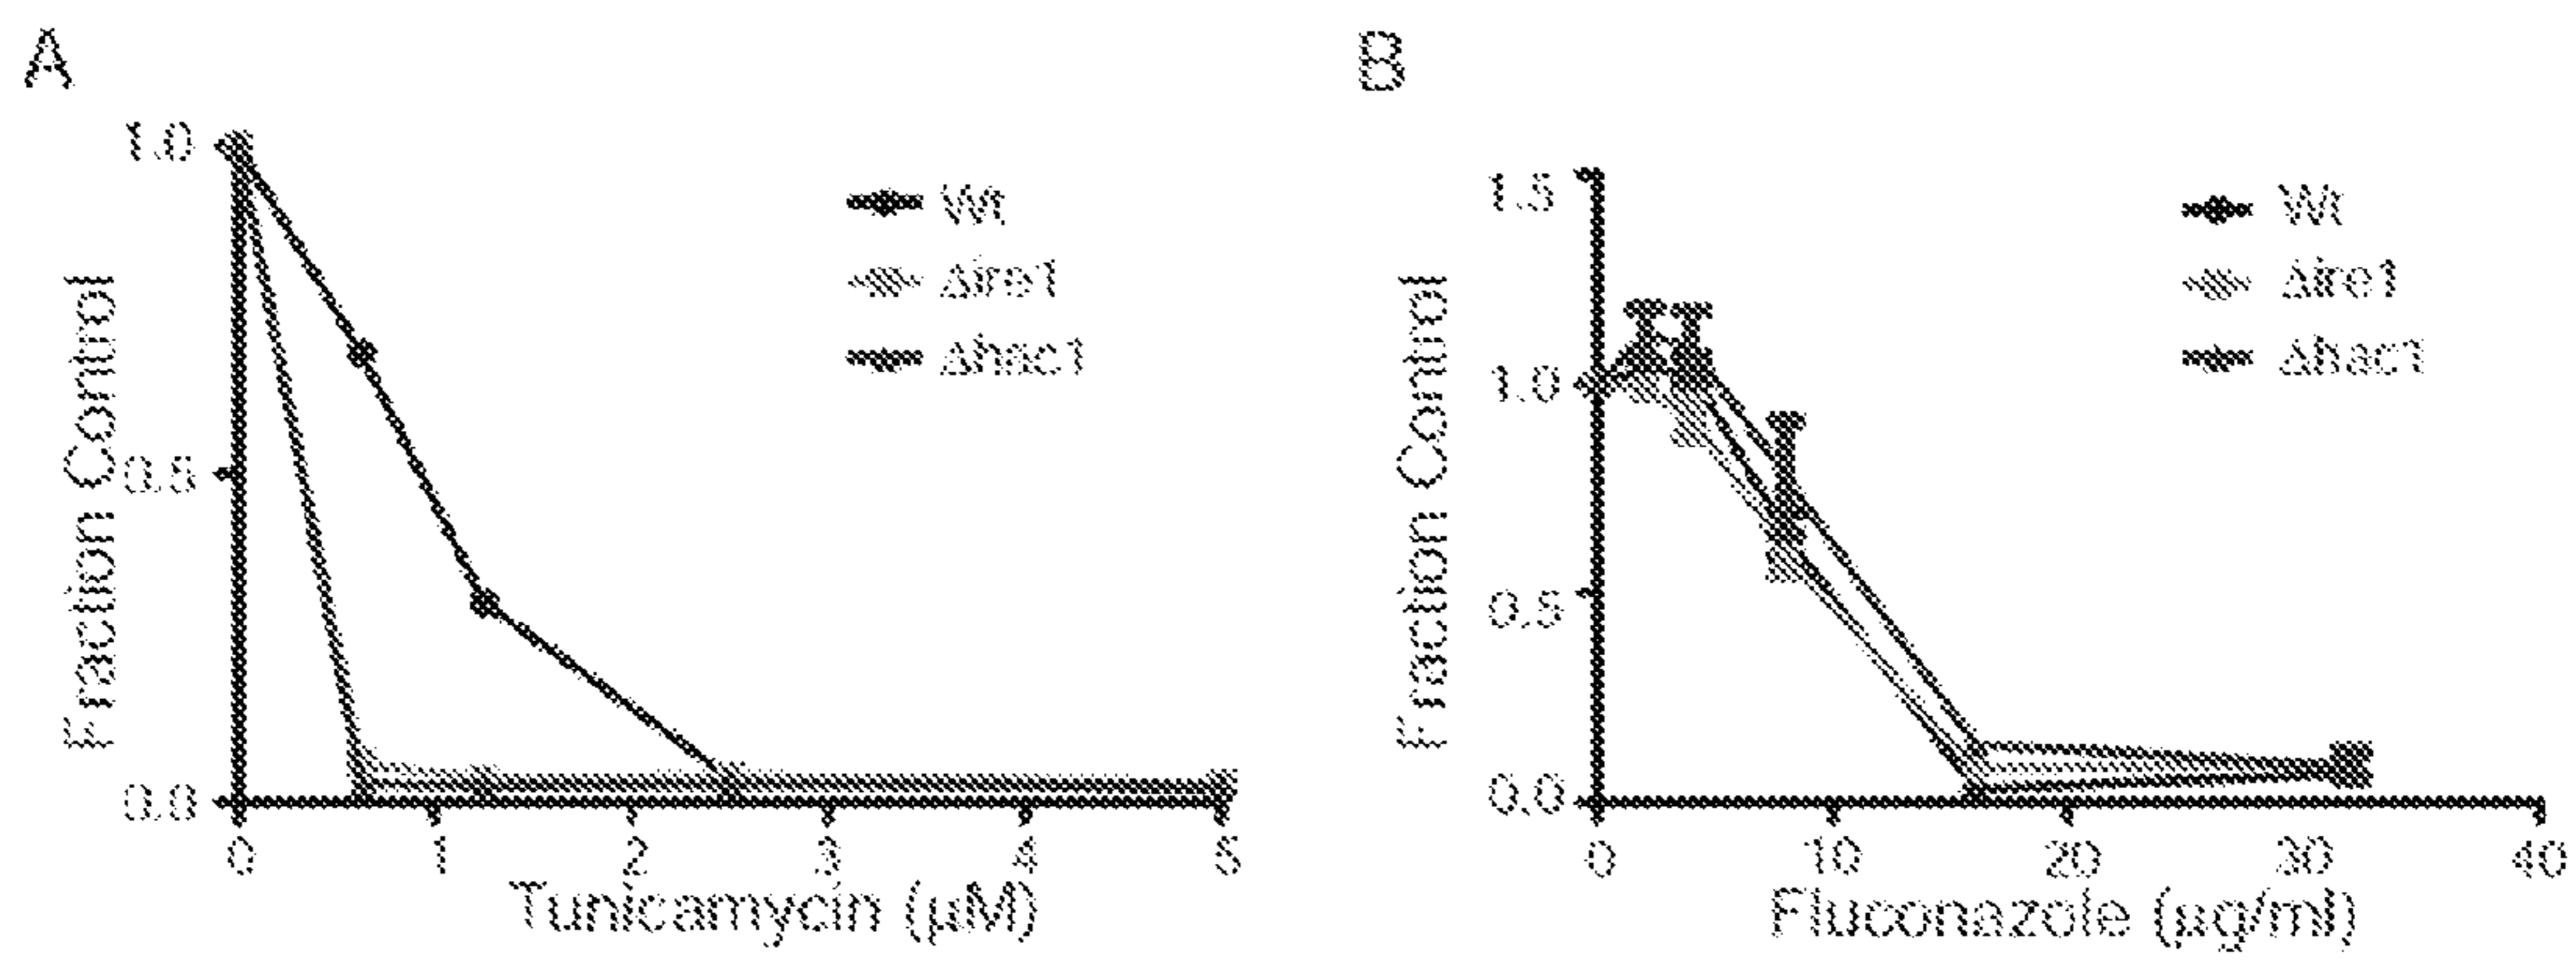 A
Fraction Control
1.0
0.5
0.0
0 1 2 3 4 5
Tunicamycin (μM)
Wt
Δire1
Δhac1
B
Fraction Control
1.5
1.0
0.5
0.0
0 10 20 30 40
Fluconazole (μg/ml)
Wt
Δire1
Δhac1